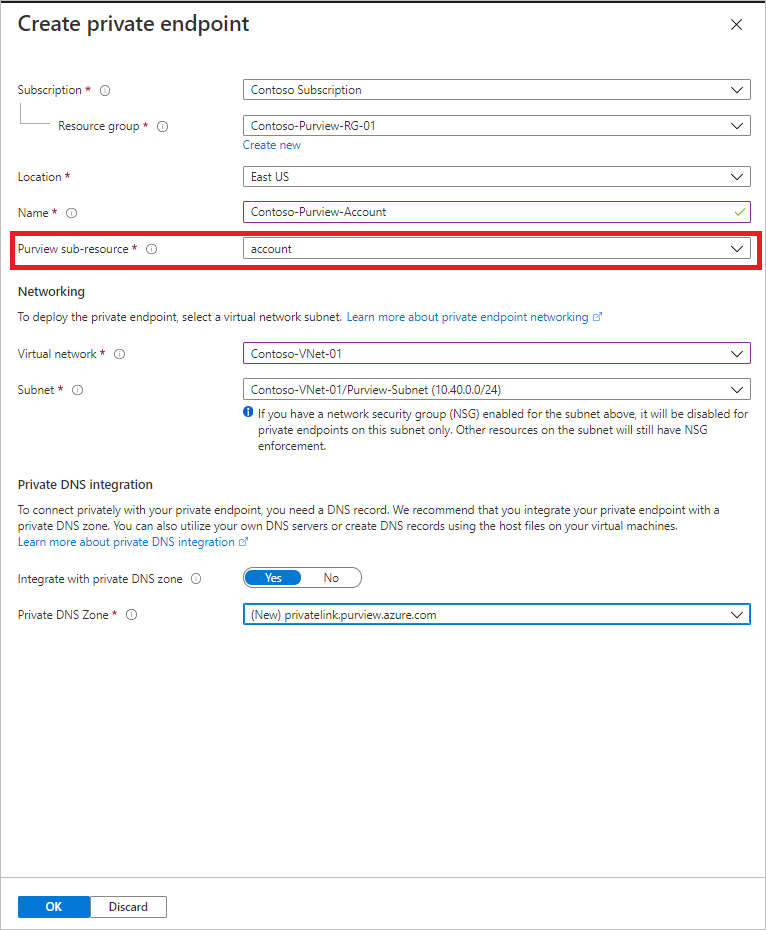 Create private endpoint
Subscription *
Contoso Subscription
Resource group *
Contoso-Purview-RG-01
Create new
Location *
East US
Name *
Contoso-Purview-Account
Purview sub-resource *
account
Networking
To deploy the private endpoint, select a virtual network subnet. Learn more about private endpoint networking
Virtual network *
Contoso-VNet-01
Subnet *
Contoso-VNet-01/Purview-Subnet (10.40.0.0/24)
If you have a network security group (NSG) enabled for the subnet above, it will be disabled for
private endpoints on this subnet only. Other resources on the subnet will still have NSG
enforcement.
Private DNS integration
To connect privately with your private endpoint, you need a DNS record. We recommend that you integrate your private endpoint with a
private DNS zone. You can also utilize your own DNS servers or create DNS records using the host files on your virtual machines.
Learn more about private DNS integration
Integrate with private DNS zone
Yes No
Private DNS Zone *
(New) privatelink.purview.azure.com
OK Discard